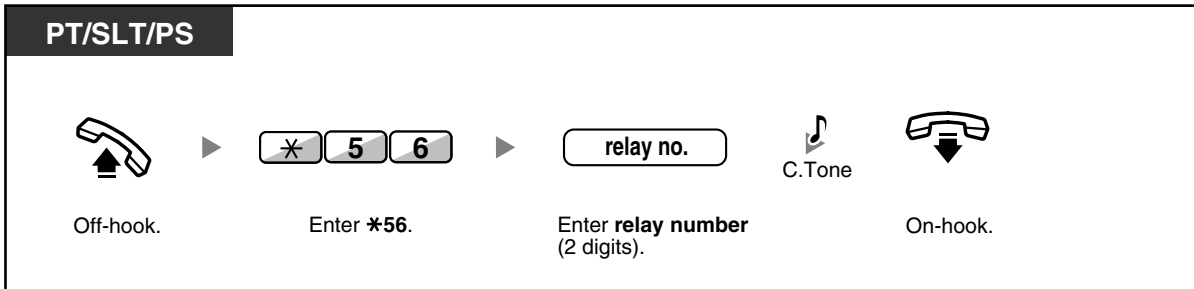 PT/SLT/PS
* 5 6
relay no.
C.Tone
Off-hook.
Enter *56.
Enter relay number
(2 digits).
On-hook.